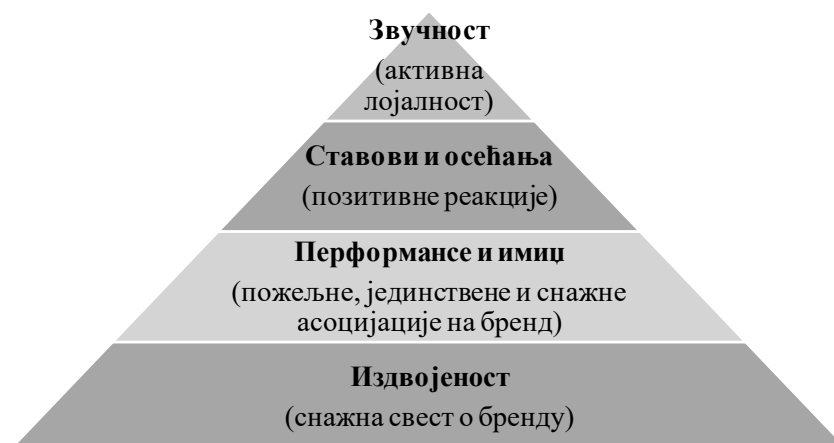 Звучност
(активна
лојалност)
Ставови и осећања
(позитивне реакције)
Перформансе и имиџ
(пожељне, јединствене и снажне
асоцијације на бренд)
Издвојеност
(снажна свест о бренду)